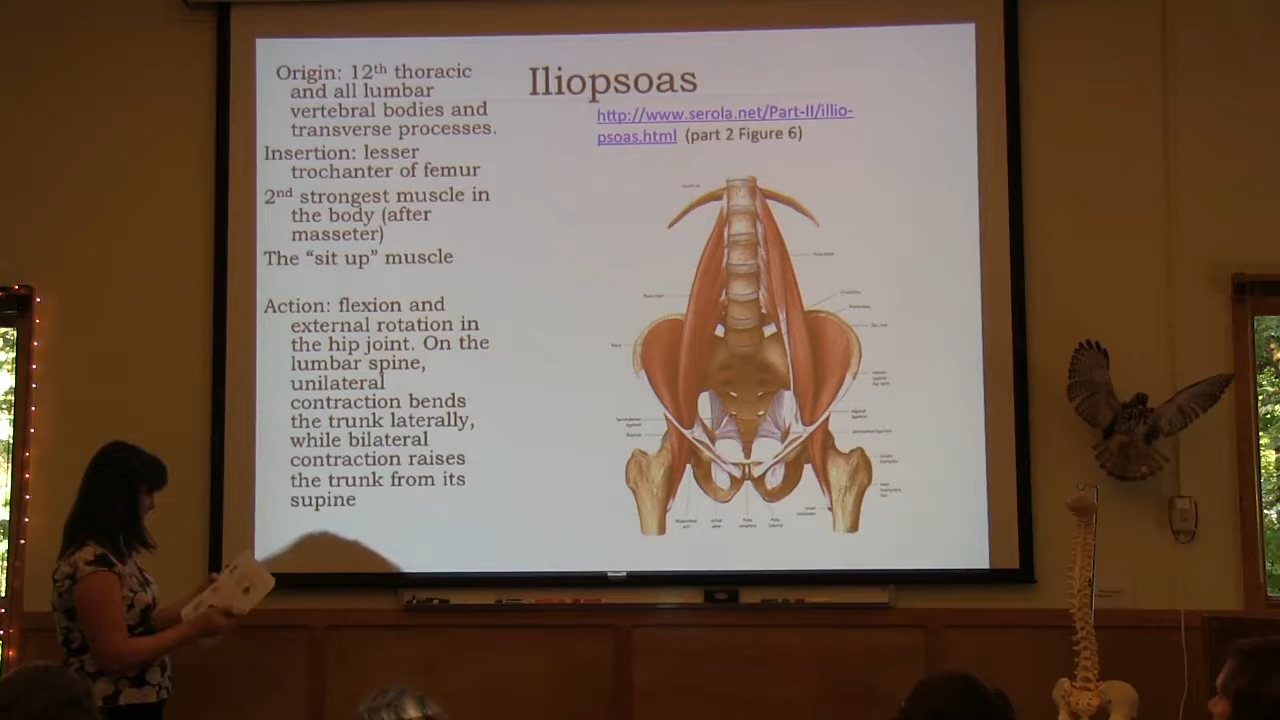 Origin: 12th thoracic
and all lumbar
vertebral bodies and
transverse processes.
Insertion: lesser
trochanter of femur
2nd strongest muscle in
the body (after
masseter)
The “sit up” muscle
Action: flexion and
external rotation in
the hip joint. On the
lumbar spine,
unilateral
contraction bends
the trunk laterally,
while bilateral
contraction raises
the trunk from its
supine
Iliopsoas
http://www.serola.net/Part-II/illio-
psoas.html (part 2 Figure 6)